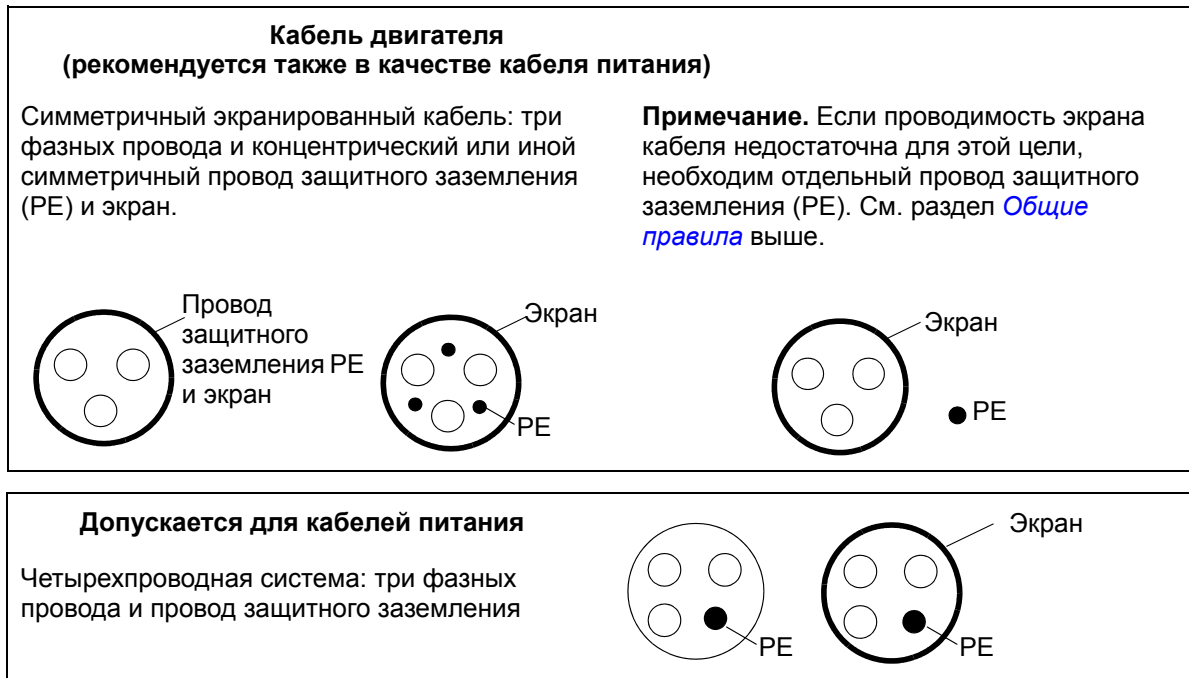 Кабель двигателя
(рекомендуется также в качестве кабеля питания)
Симметричный экранированный кабель: три
фазных провода и концентрический или иной
симметричный провод защитного заземления
(PE) и экран.
Примечание. Если проводимость экрана
кабеля недостаточна для этой цели,
необходим отдельный провод защитного
заземления (PE). См. раздел Общие
правила выше.
Провод
защитного
заземления PE
и экран
Экран
PE
Экран
PE
Допускается для кабелей питания
Четырехпроводная система: три фазных
провода и провод защитного заземления
Экран
PE
PE